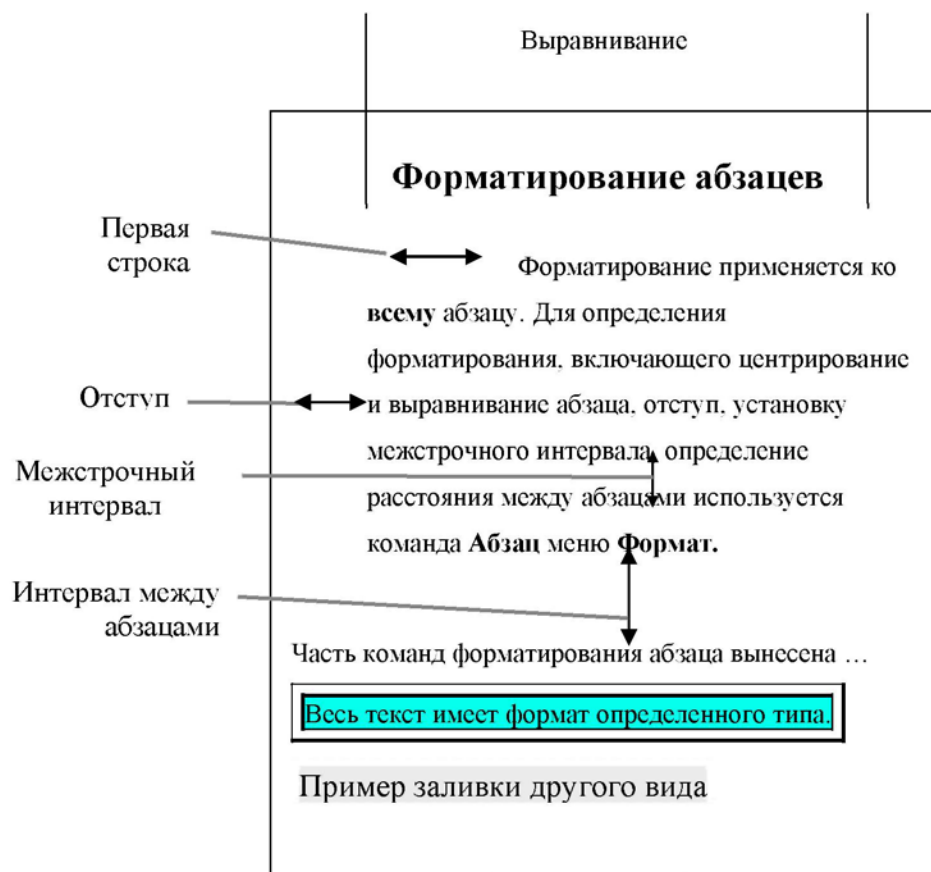 Выравнивание
Форматирование абзацев
Первая
строка
Форматирование применяется ко
всему абзацу. Для определения
форматирования, включающего центрирование
Отступ
и выравнивание абзаца, отступ, установку
Межстрочный
интервал
межстрочного интервала, определение
расстояния между абзацами используется
команда Абзац меню Формат.
Интервал между
абзацами
Часть команд форматирования абзаца вынесена …
Весь текст имеет формат определенного типа.
Пример заливки другого вида